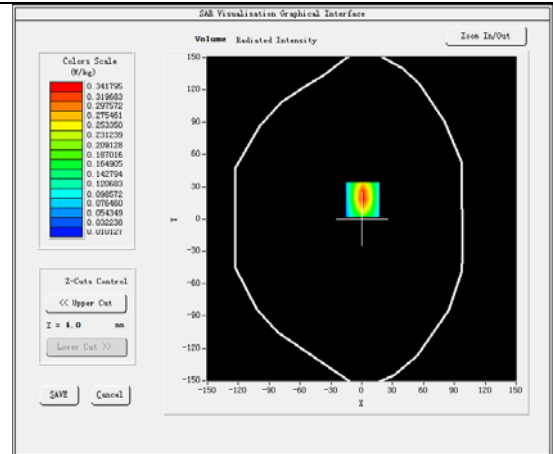 SAR Visualisation Graphical Interface
Volume Radiated Intensity
Zoom In/Out
Colors Scale
(W/kg)
0.341795
0.319683
0.297572
0.275461
0.253350
0.231239
0.209128
0.187016
0.164905
0.142794
0.120683
0.098572
0.076460
0.054349
0.032238
0.010127
150
120
90
60
30
0
-30
-60
-90
-120
-150
Y
-150 -120 -90 -60 -30 0 30 60 90 120 150
X
Z-Cuts Control
<< Upper Cut
Z = 4.0 mm
Lower Cut >>
SAVE Cancel